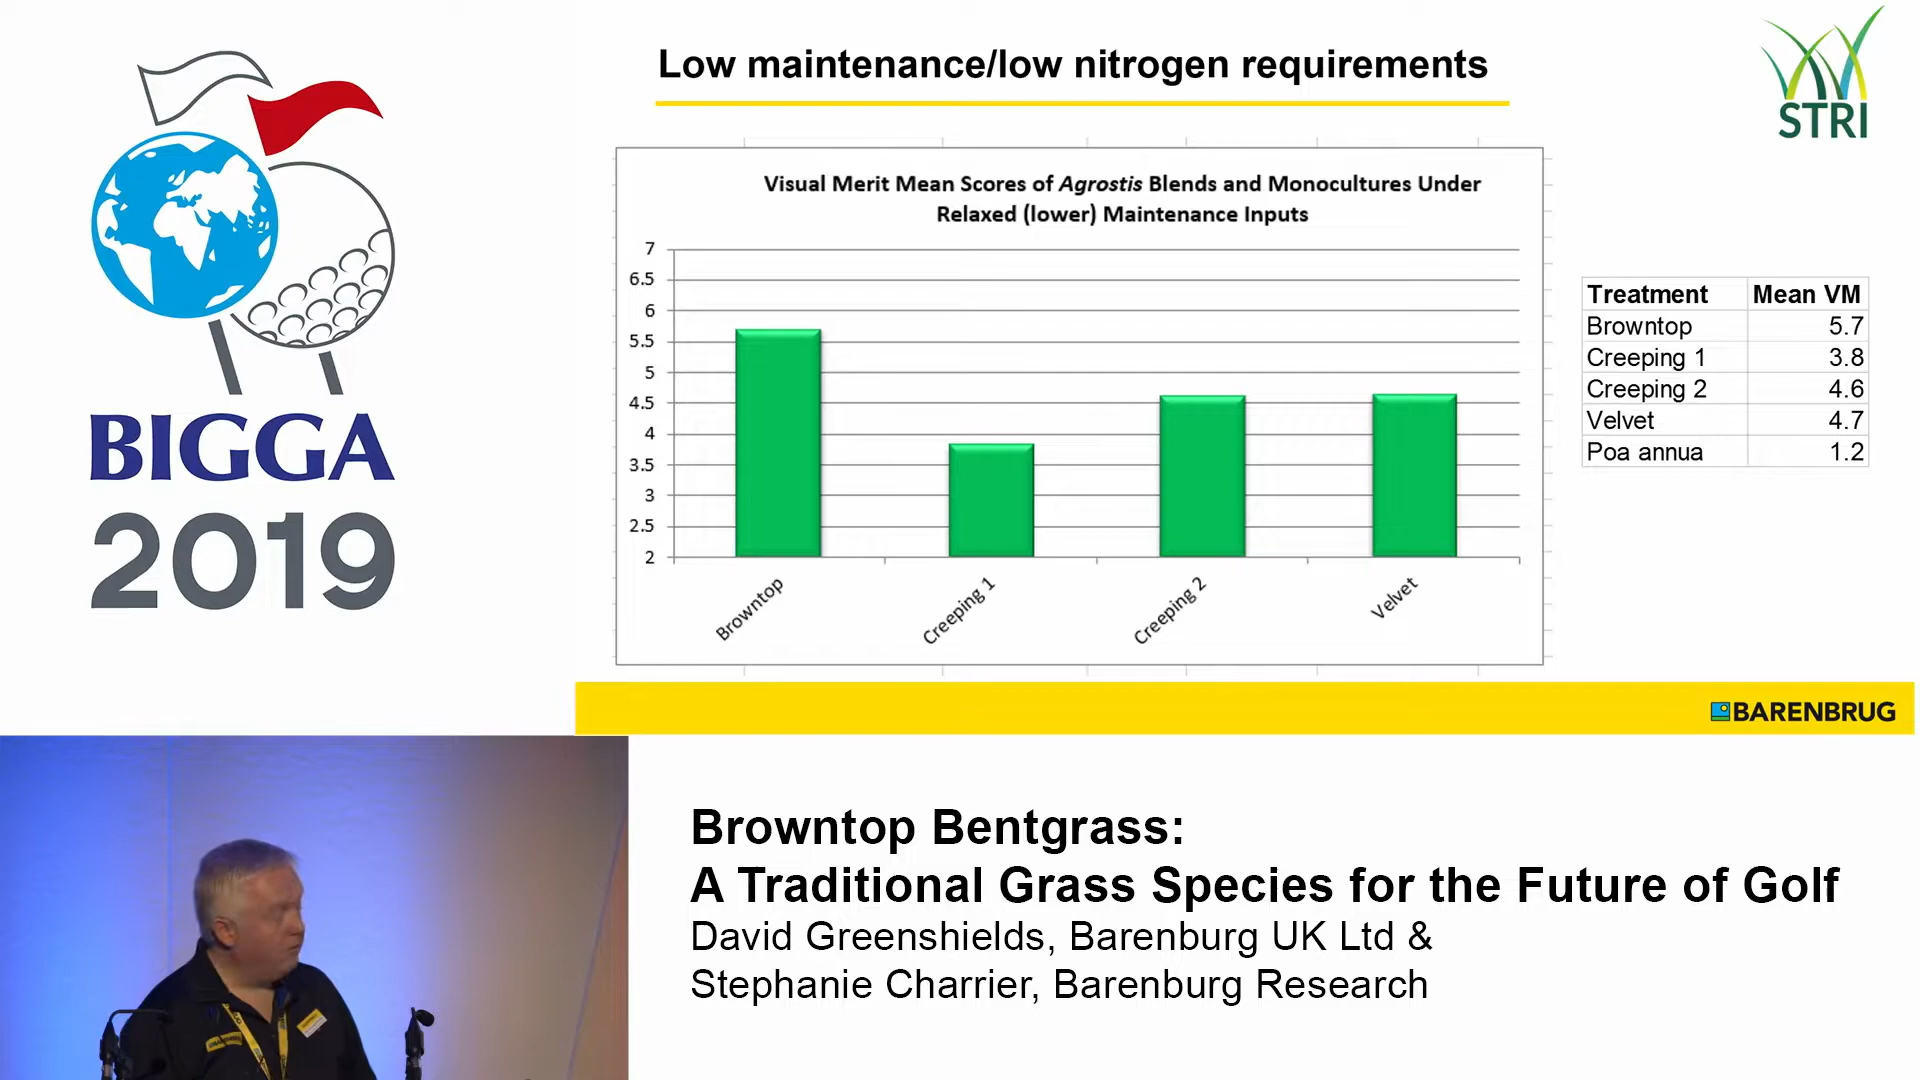 BIGGA
2019
Low maintenance/low nitrogen requirements
STRI
Visual Merit Mean Scores of Agrostis Blends and Monocultures Under
Relaxed (lower) Maintenance Inputs
7
6.5
6
5.5
5
4.5
4
3.5
3
2.5
2
Browntop
Creeping 1
Creeping 2
Velvet
Treatment Mean VM
Browntop 5.7
Creeping 1 3.8
Creeping 2 4.6
Velvet 4.7
Poa annua 1.2
BARENBRUG
Browntop Bentgrass:
A Traditional Grass Species for the Future of Golf
David Greenshields, Barenburg UK Ltd &
Stephanie Charrier, Barenburg Research